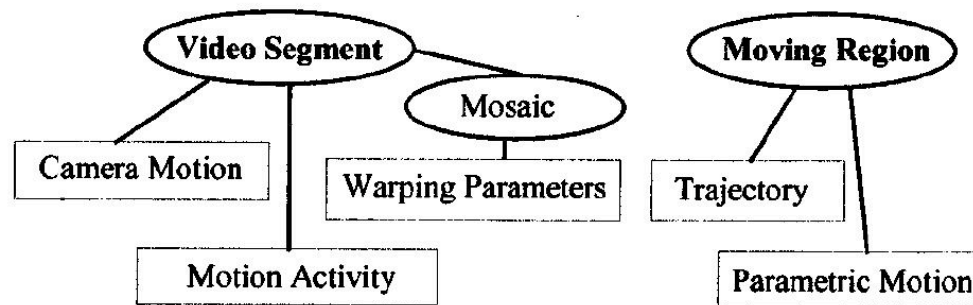 Video Segment
Moving Region
Mosaic
Camera Motion
Warping Parameters
Trajectory
Motion Activity
Parametric Motion